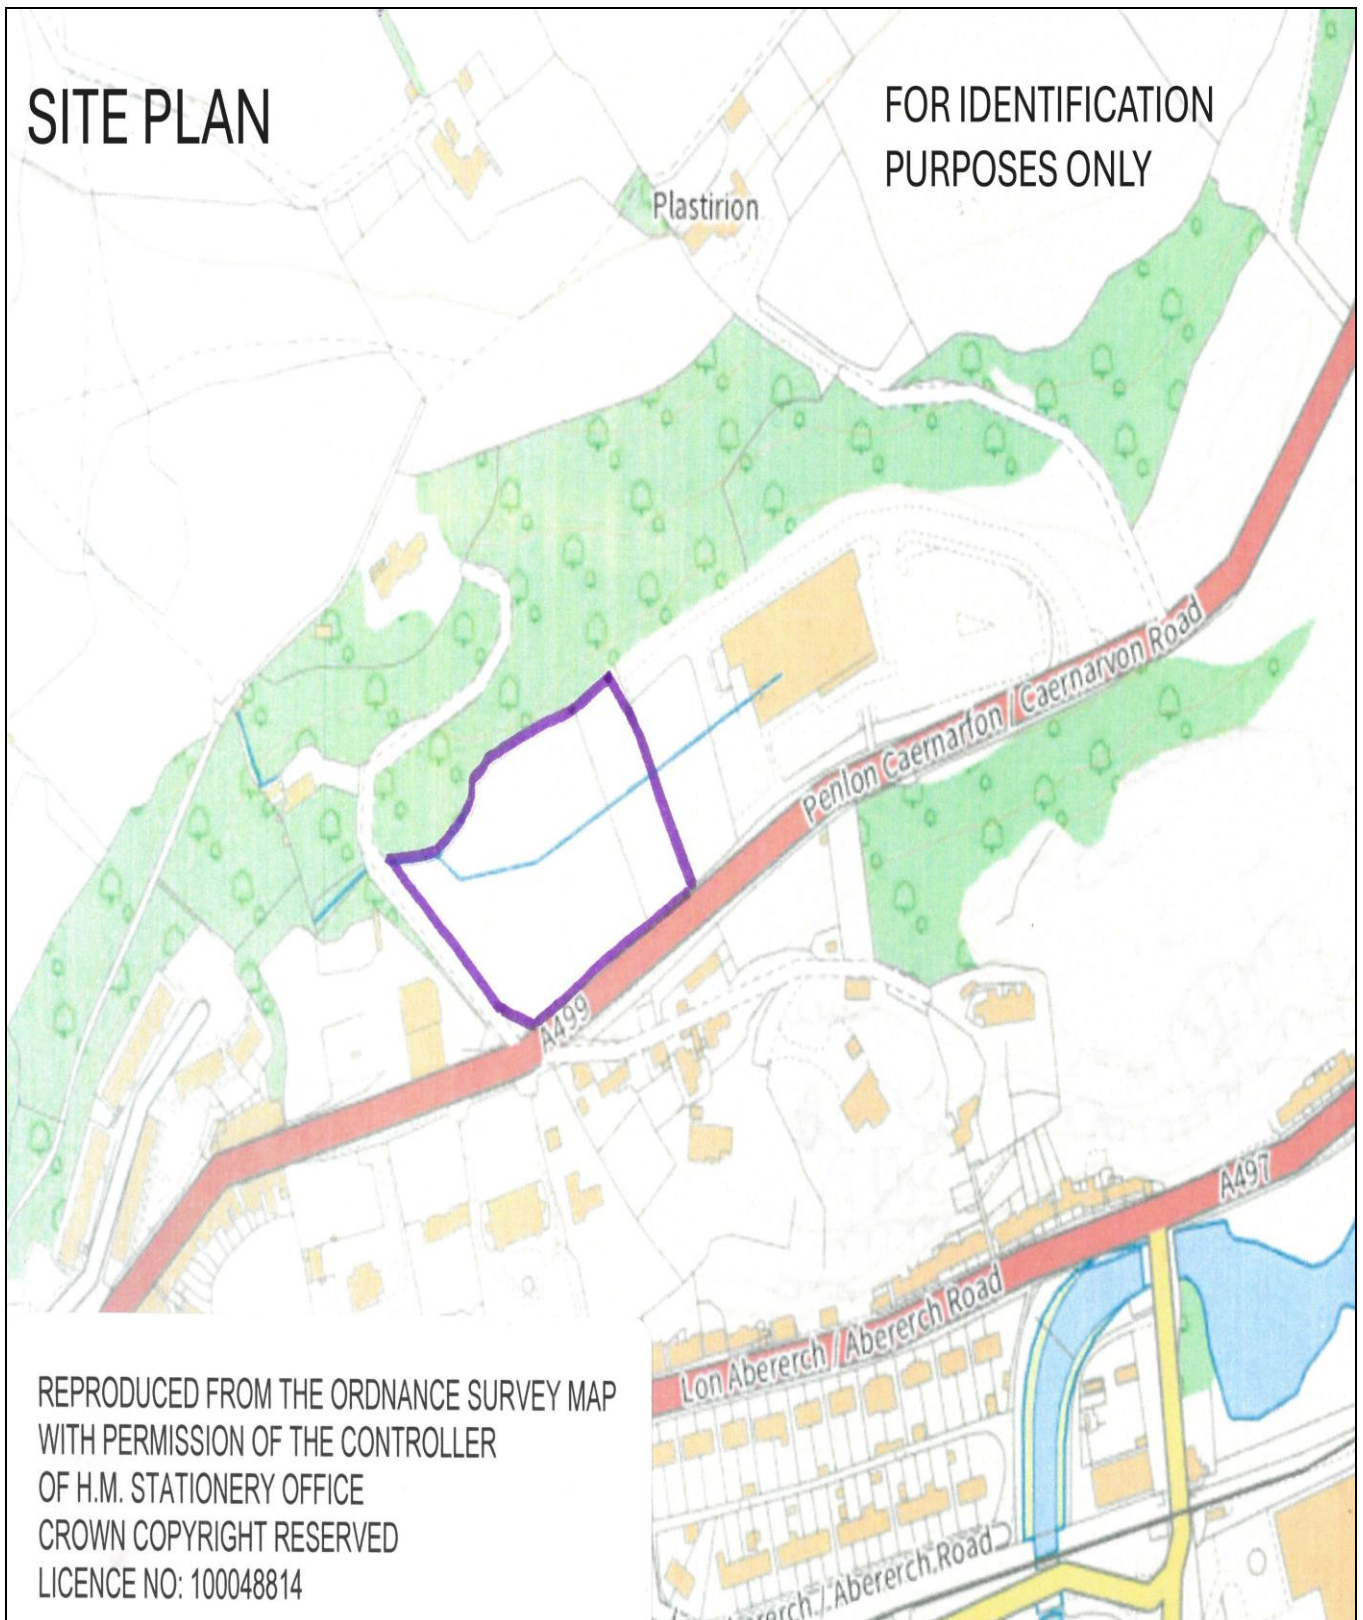 SITE PLAN
FOR IDENTIFICATION
PURPOSES ONLY
Plastirion
Penlon Caernarfon / Caernarvon Road
A499
A497
Lon Abererch / Abererch Road
Abererch Road
REPRODUCED FROM THE ORDNANCE SURVEY MAP
WITH PERMISSION OF THE CONTROLLER
OF H.M. STATIONERY OFFICE
CROWN COPYRIGHT RESERVED
LICENCE NO: 100048814